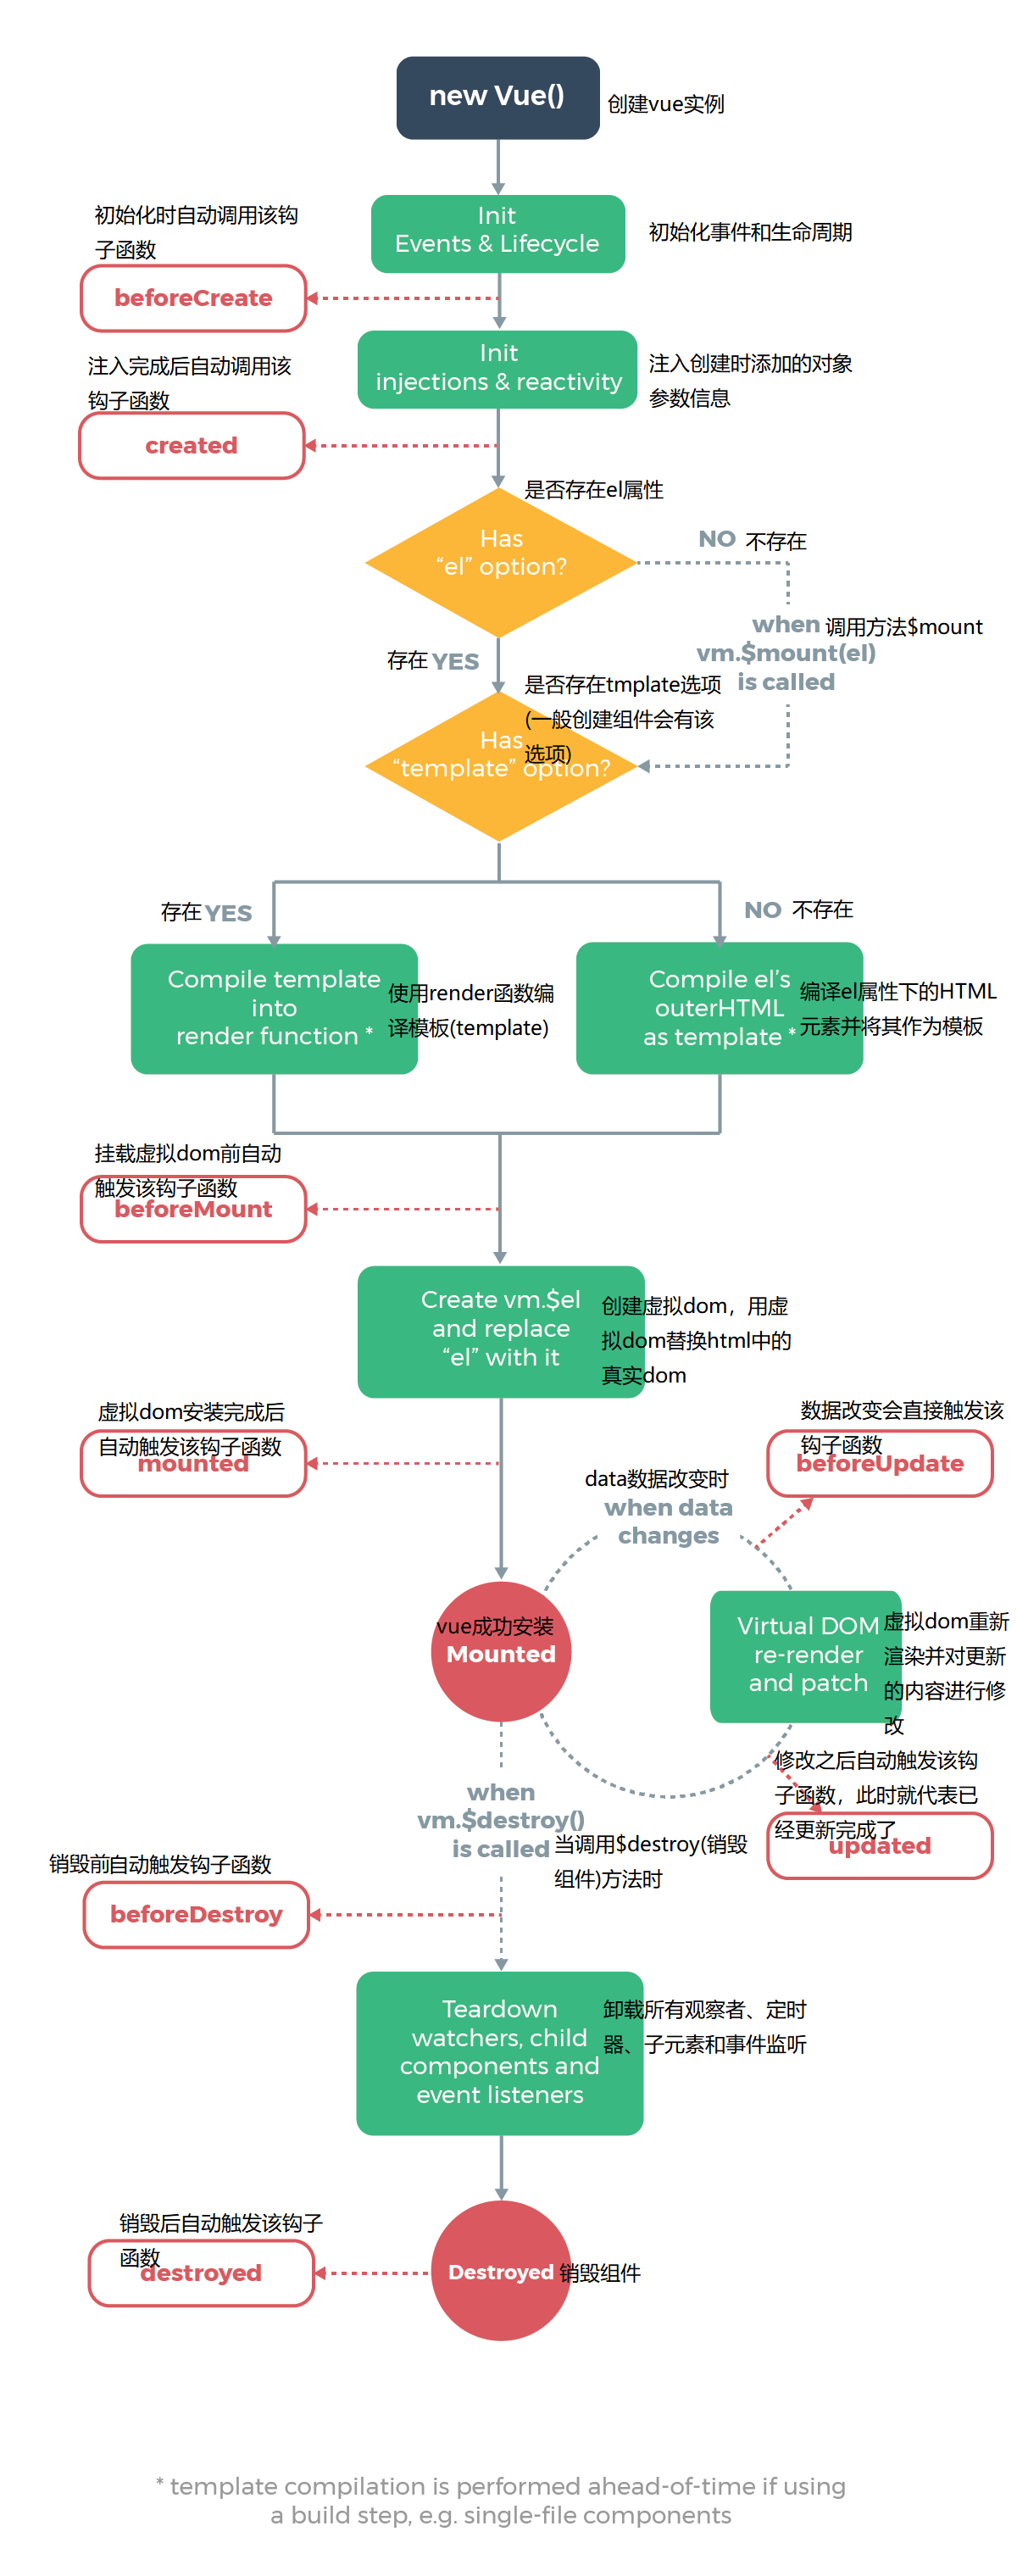 new Vue()
创建vue实例
初始化时自动调用该钩
子函数
Init
Events & Lifecycle
初始化事件和生命周期
beforeCreate
注入完成后自动调用该
钩子函数
Init
injections & reactivity
注入创建时添加的对象
参数信息
created
是否存在el属性
Has
“el” option?
NO 不存在
when 调用方法$mount
vm.$mount(el)
is called
存在 YES
是否存在tmplate选项
(一般创建组件会有该
选项)
Has
“template” option?
存在 YES
NO 不存在
Compile template
into
render function *
使用render函数编
译模板(template)
Compile el’s
outerHTML
as template *
编译el属性下的HTML
元素并将其作为模板
挂载虚拟dom前自动
触发该钩子函数
beforeMount
Create vm.$el
and replace
“el” with it
创建虚拟dom，用虚
拟dom替换html中的
真实dom
虚拟dom安装完成后
自动触发该钩子函数
mounted
数据改变会直接触发该
钩子函数
beforeUpdate
data数据改变时
when data
changes
vue成功安装
Mounted
Virtual DOM
re-render
and patch
虚拟dom重新
渲染并对更新
的内容进行修
改
修改之后自动触发该钩
子函数，此时就代表已
经更新完成了
updated
when
vm.$destroy()
is called
当调用$destroy(销毁
组件)方法时
销毁前自动触发钩子函数
beforeDestroy
Teardown
watchers, child
components and
event listeners
卸载所有观察者、定时
器、子元素和事件监听
销毁后自动触发该钩子
函数
destroyed
Destroyed
销毁组件
* template compilation is performed ahead-of-time if using
a build step, e.g. single-file components